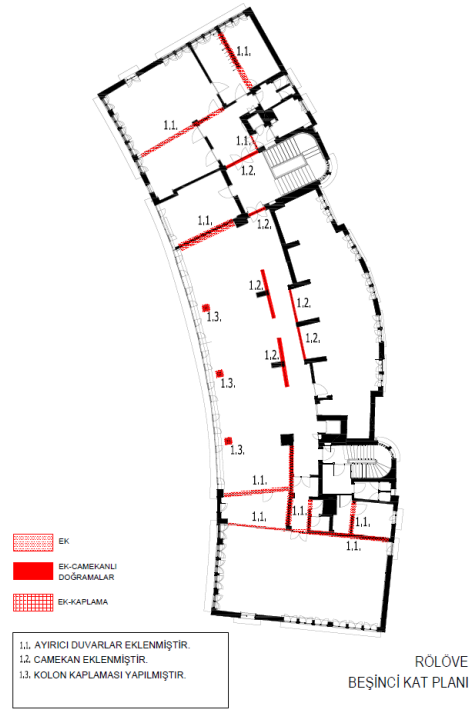 1.1.
1.1.
1.1.
1.2.
1.1.
1.2.
1.2.
1.2.
1.3.
1.2.
1.2.
1.3.
1.3.
1.1.
1.1.
1.1.
1.1.
1.1.
EK
EK-CAMEKANLI
DOĞRAMALAR
EK-KAPLAMA
1.1. AYIRICI DUVARLAR EKLENMİŞTİR.
1.2. CAMEKAN EKLENMİŞTİR.
1.3. KOLON KAPLAMASI YAPILMIŞTIR.
RÖLÖVE
BEŞİNCİ KAT PLANI